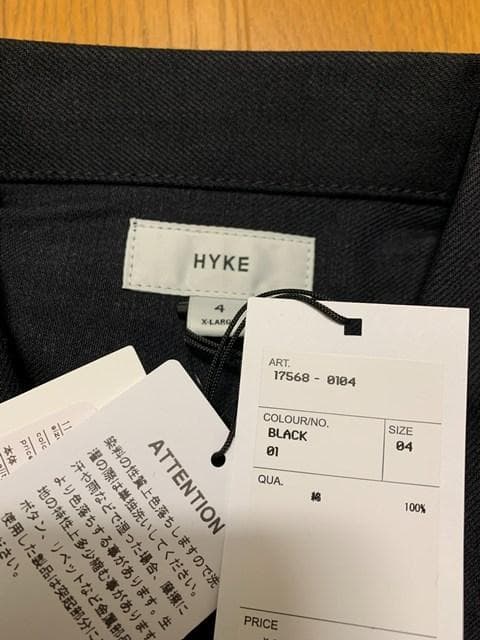 HYKE
4
X-LARG
ART.
17568 - 0104
COLOUR/NO.
BLACK
01
SIZE
04
QUA.
綿 100%
PRICE
ATTENTION
染料の性質上色落ちしますので洗
濯の際は単独洗いしてください。
汗や雨などで湿った場合、摩擦に
より色落ちする事があります。生
地の特性上多少縮む事があります
ボタン、リベットなど金属部品
使用した製品は突起部分に
ださい。
size
colo
price
本体